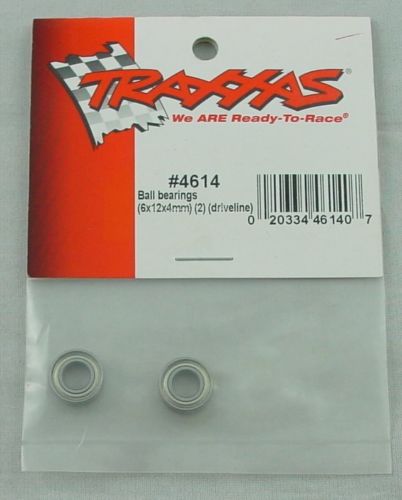 TRAXXAS®
We ARE Ready-To-Race®
#4614
Ball bearings
(6x12x4mm) (2) (driveline)
0 20334 46140 7